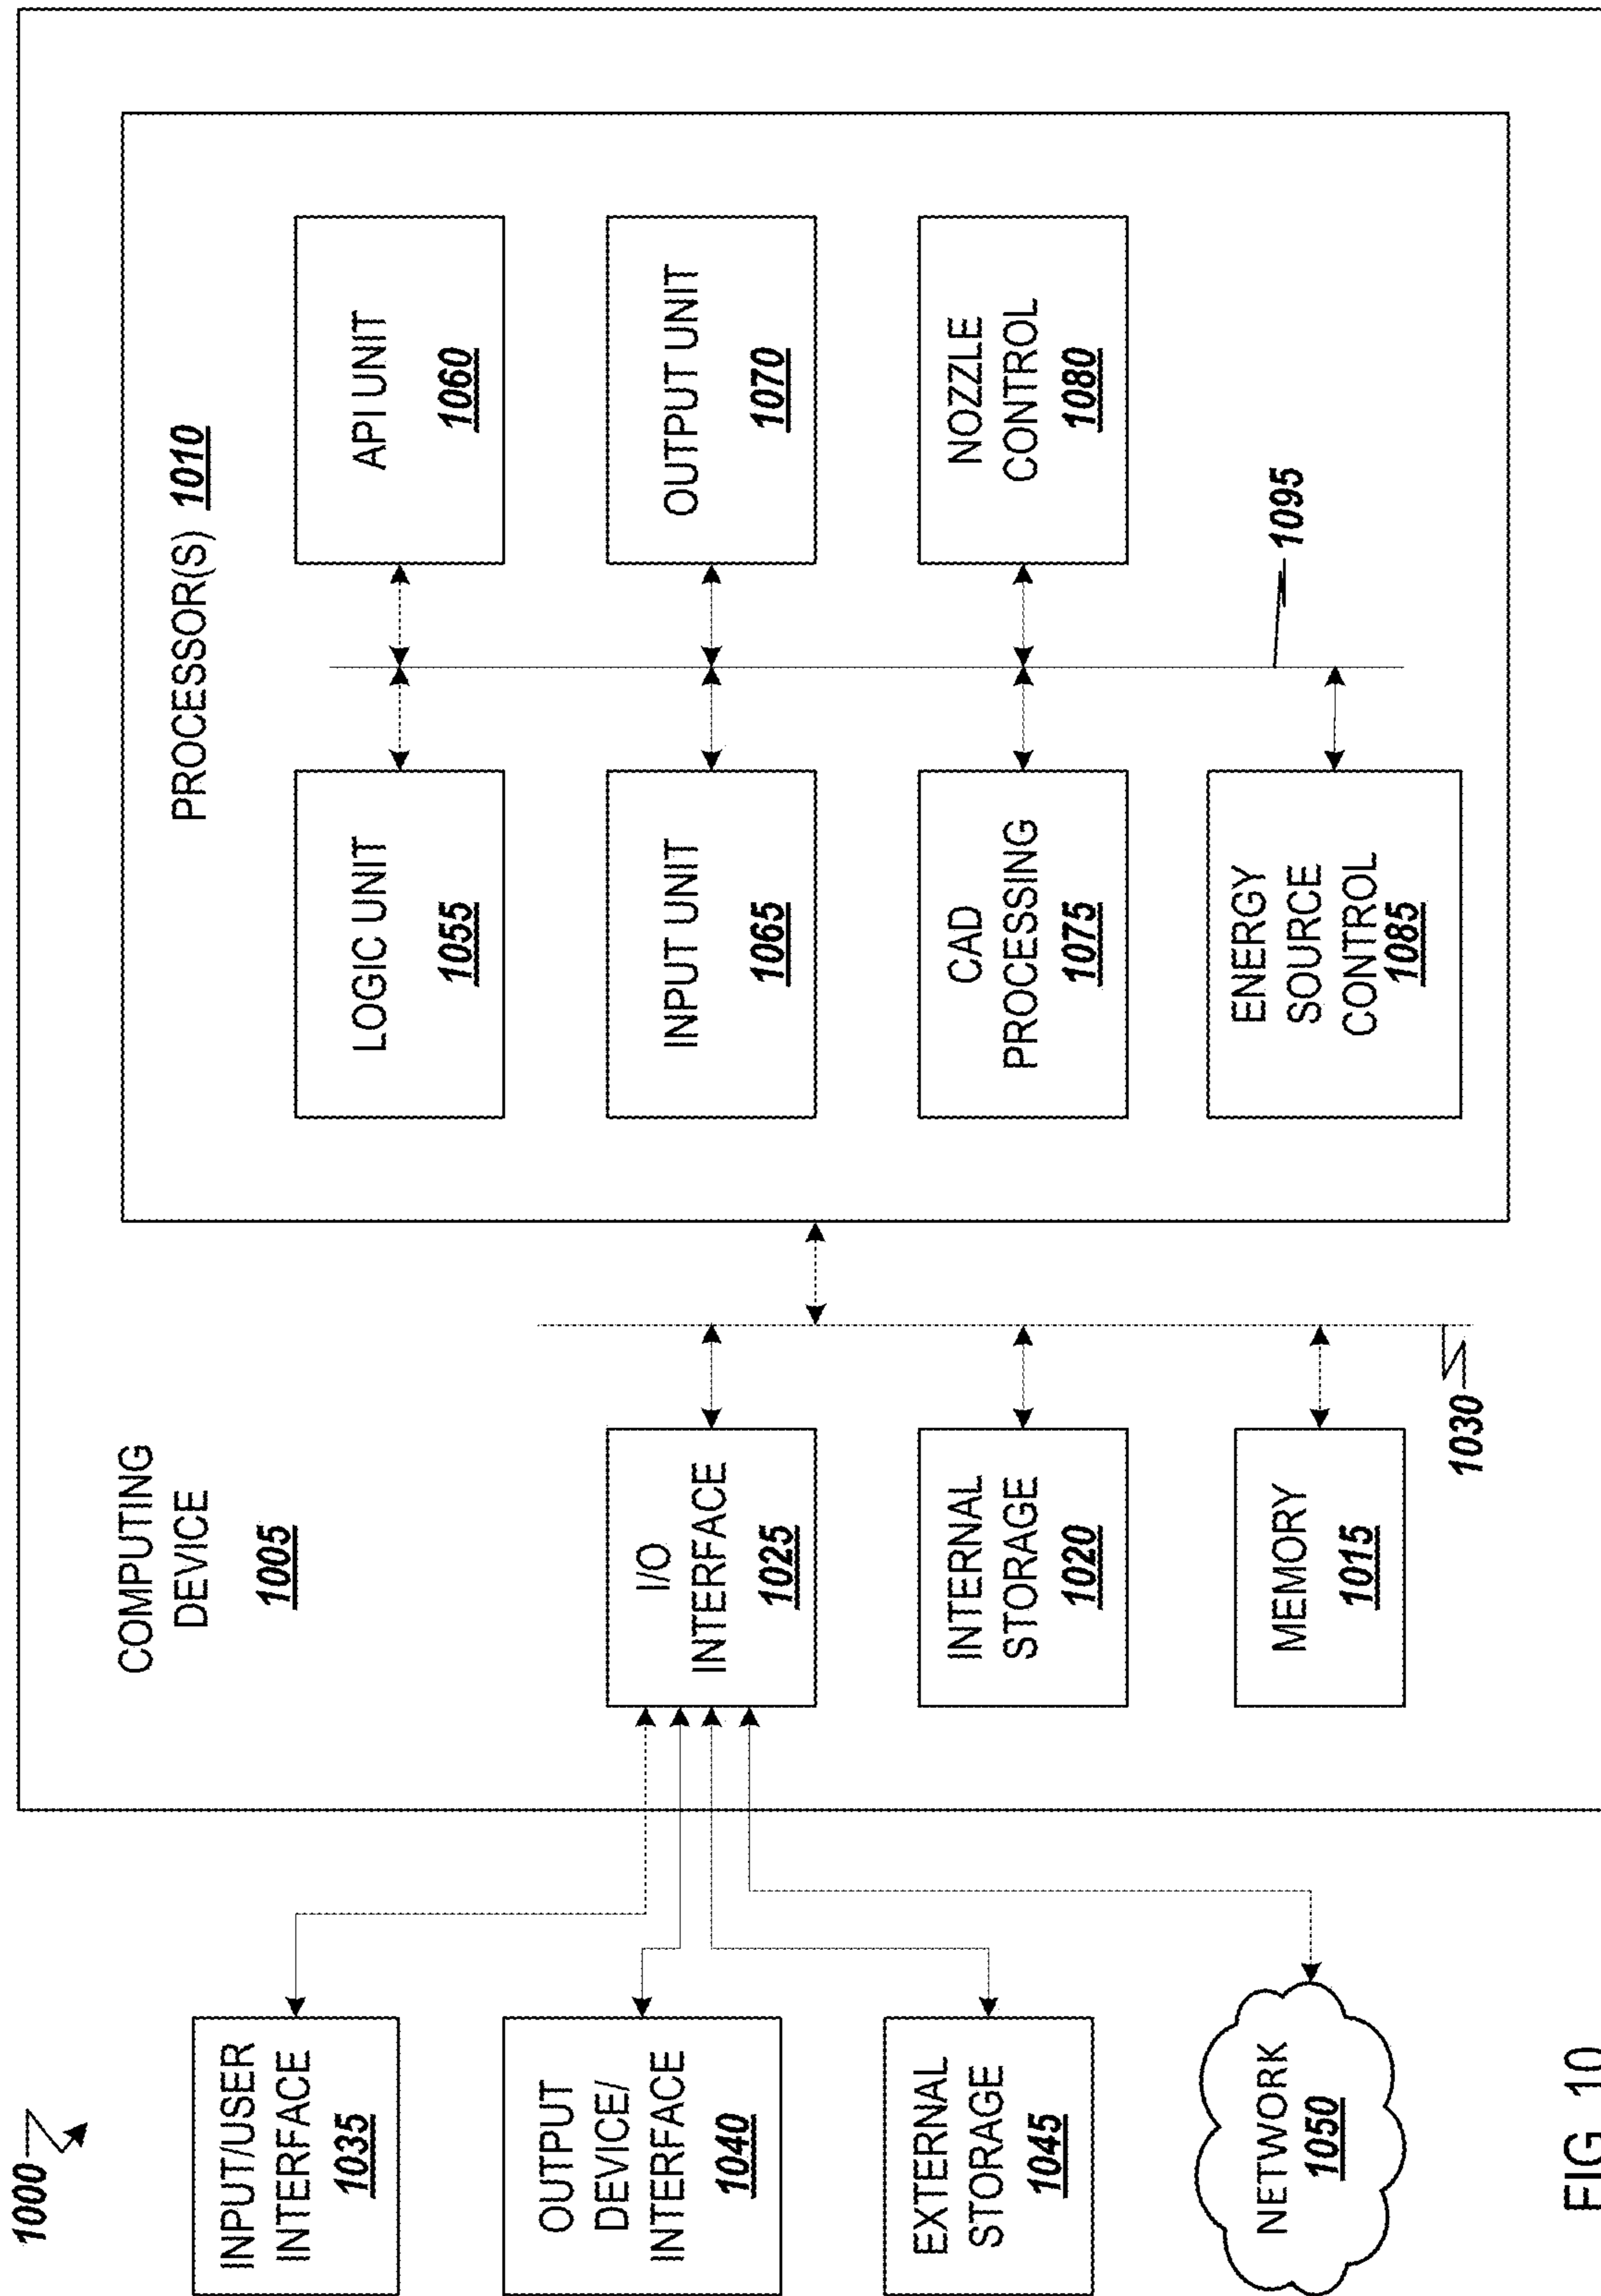 1000
INPUT/USER
INTERFACE
1035
OUTPUT
DEVICE/
INTERFACE
1040
EXTERNAL
STORAGE
1045
NETWORK
1050
COMPUTING
DEVICE
1005
I/O
INTERFACE
1025
INTERNAL
STORAGE
1020
MEMORY
1015
1030
PROCESSOR(S) 1010
LOGIC UNIT
1055
API UNIT
1060
INPUT UNIT
1065
OUTPUT UNIT
1070
CAD
PROCESSING
1075
NOZZLE
CONTROL
1080
ENERGY
SOURCE
CONTROL
1085
1095
FIG. 10